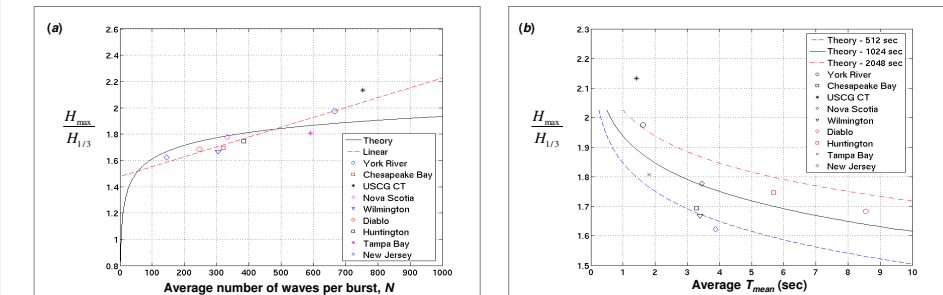 (a)
2.6
2.4
2.2
2
1.8
1.6
1.4
1.2
1
0.8
H_max
H_1/3
0 100 200 300 400 500 600 700 800 900 1000
Average number of waves per burst, N
Theory
Linear
York River
Chesapeake Bay
USCG CT
Nova Scotia
Wilmington
Diablo
Huntington
Tampa Bay
New Jersey
(b)
2.3
2.2
2.1
2
1.9
1.8
1.7
1.6
1.5
H_max
H_1/3
0 1 2 3 4 5 6 7 8 9 10
Average T_mean (sec)
Theory - 512 sec
Theory - 1024 sec
Theory - 2048 sec
York River
Chesapeake Bay
USCG CT
Nova Scotia
Wilmington
Diablo
Huntington
Tampa Bay
New Jersey